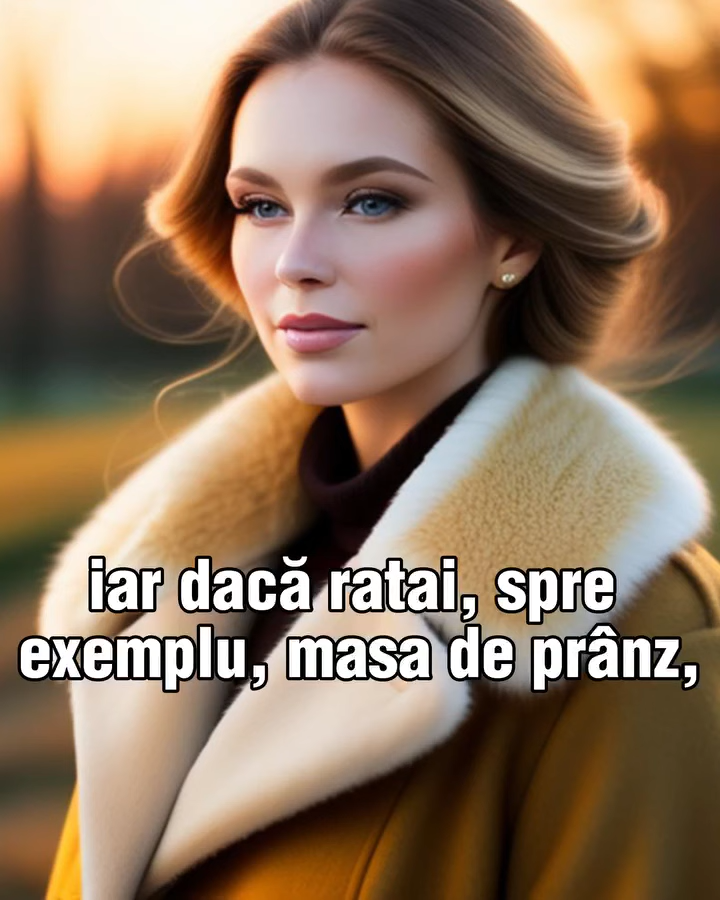 iar dacă ratai, spre
exemplu, masa de prânz,